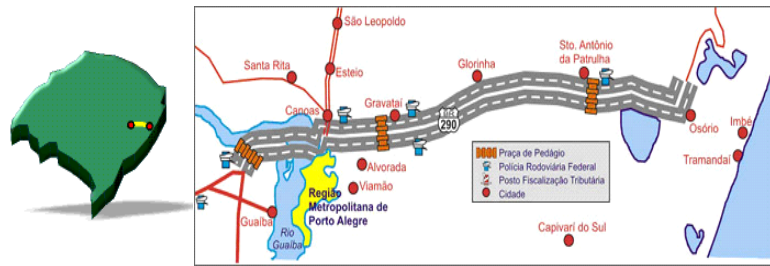 São Leopoldo
Santa Rita
Esteio
Glorinha
Sto. Antônio
da Patrulha
Canoas
Gravataí
290
Osório
Imbé
Tramandaí
Alvorada
Viamão
Região
Metropolitana de
Porto Alegre
Guaíba
Rio
Guaíba
Praça de Pedágio
Polícia Rodoviária Federal
Posto Fiscalização Tributária
Cidade
Capivarí do Sul